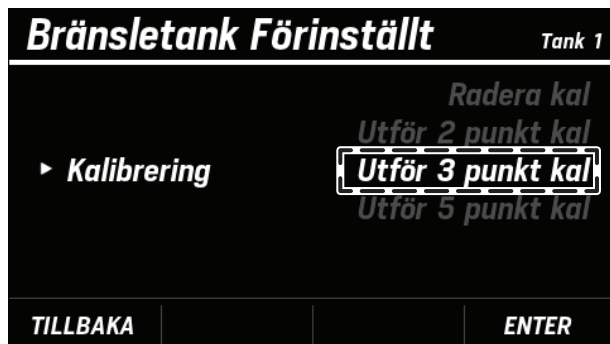 Bränsletank Förinställt Tank 1
Radera kal
Utför 2 punkt kal
▸ Kalibrering Utför 3 punkt kal
Utför 5 punkt kal
TILLBAKA ENTER